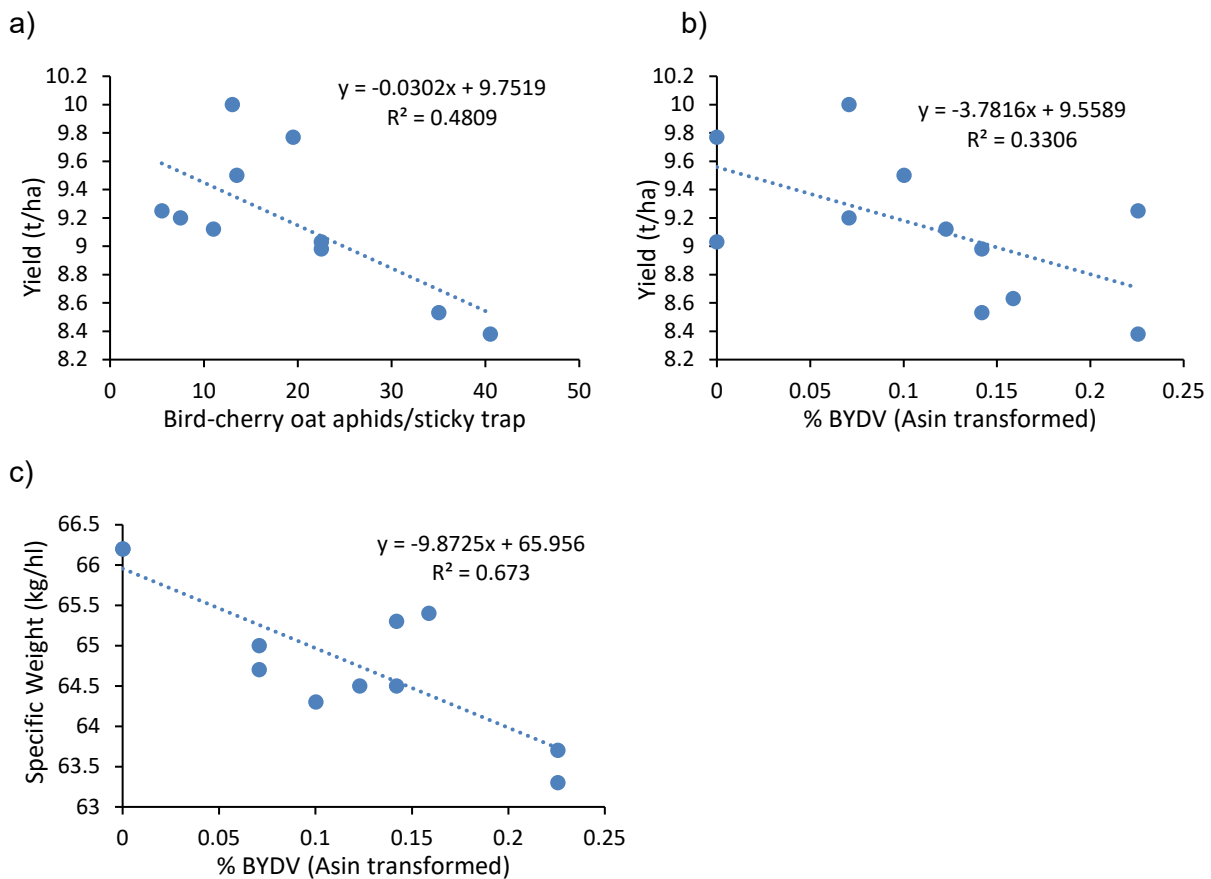 a)
y = -0.0302x + 9.7519
R² = 0.4809
10.2
10
9.8
9.6
9.4
9.2
9
8.8
8.6
8.4
8.2
Yield (t/ha)
0 10 20 30 40 50
Bird-cherry oat aphids/sticky trap
b)
y = -3.7816x + 9.5589
R² = 0.3306
10.2
10
9.8
9.6
9.4
9.2
9
8.8
8.6
8.4
8.2
Yield (t/ha)
0 0.05 0.1 0.15 0.2 0.25
% BYDV (Asin transformed)
c)
y = -9.8725x + 65.956
R² = 0.673
66.5
66
65.5
65
64.5
64
63.5
63
Specific Weight (kg/hl)
0 0.05 0.1 0.15 0.2 0.25
% BYDV (Asin transformed)